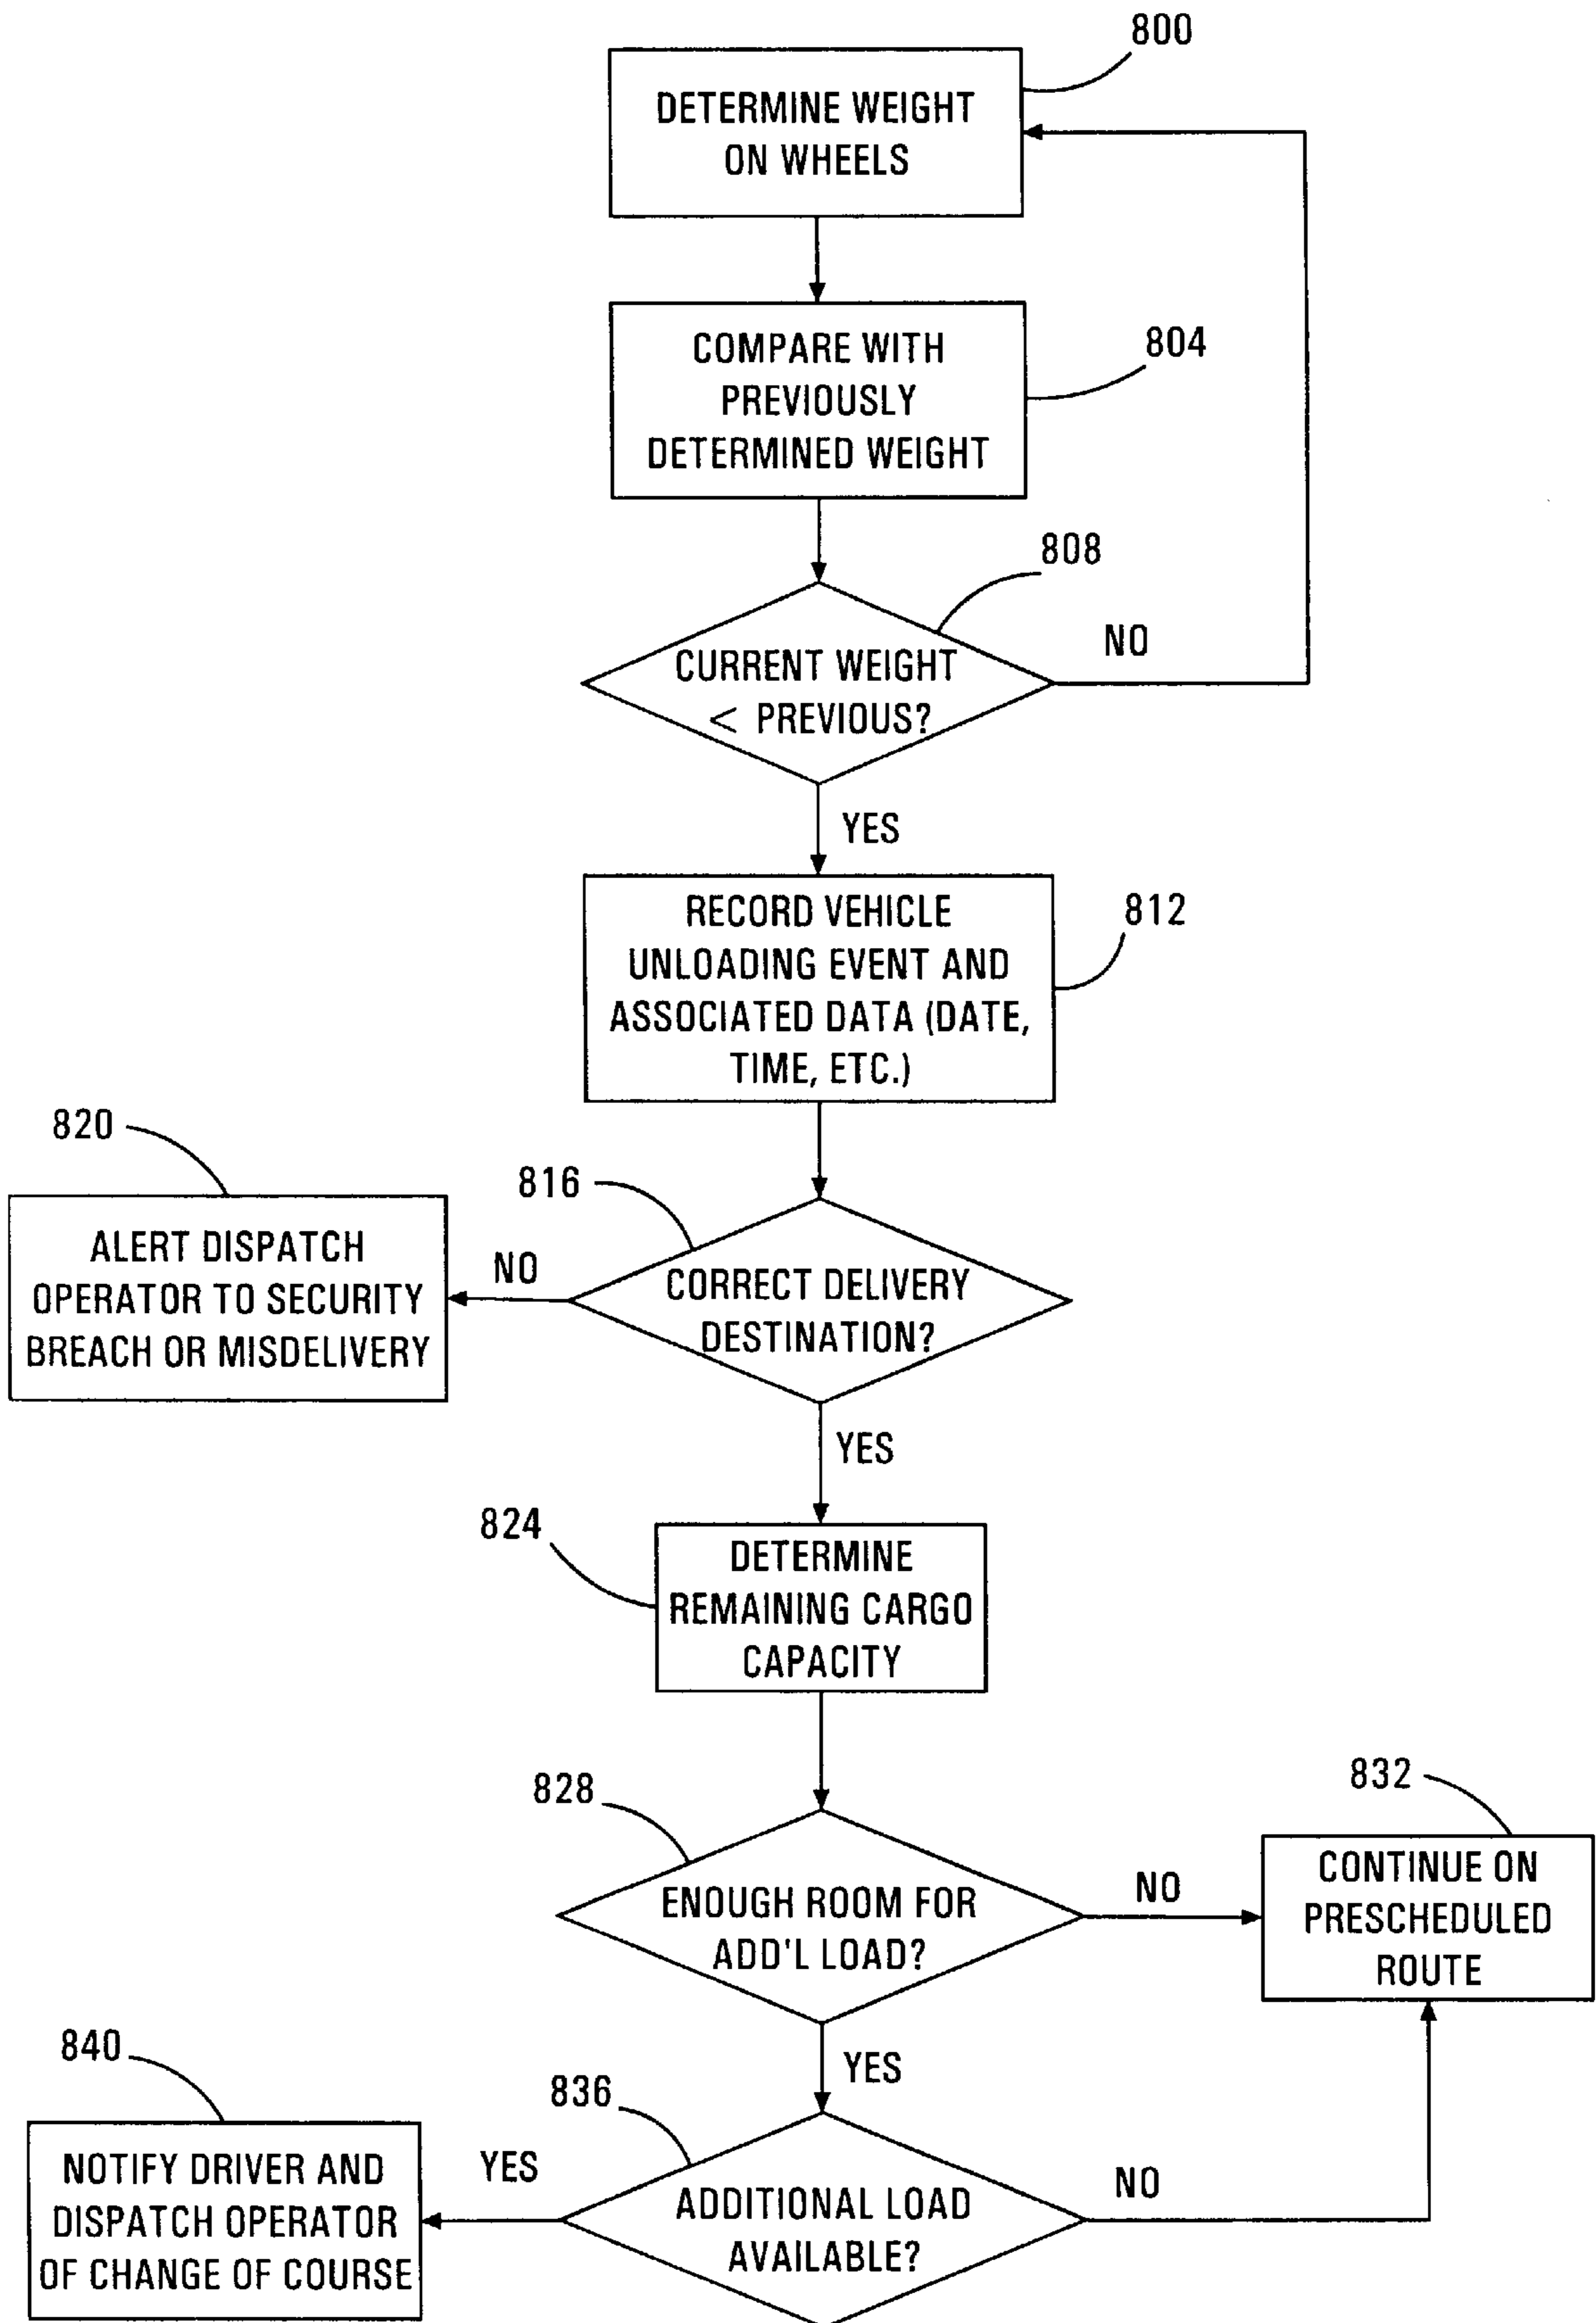 800
DETERMINE WEIGHT
ON WHEELS
804
COMPARE WITH
PREVIOUSLY
DETERMINED WEIGHT
808
CURRENT WEIGHT
< PREVIOUS?
NO
YES
812
RECORD VEHICLE
UNLOADING EVENT AND
ASSOCIATED DATA (DATE,
TIME, ETC.)
820
816
ALERT DISPATCH
OPERATOR TO SECURITY
BREACH OR MISDELIVERY
NO
CORRECT DELIVERY
DESTINATION?
YES
824
DETERMINE
REMAINING CARGO
CAPACITY
828
832
ENOUGH ROOM FOR
ADD'L LOAD?
NO
CONTINUE ON
PRESCHEDULED
ROUTE
YES
840
836
NOTIFY DRIVER AND
DISPATCH OPERATOR
OF CHANGE OF COURSE
YES
ADDITIONAL LOAD
AVAILABLE?
NO